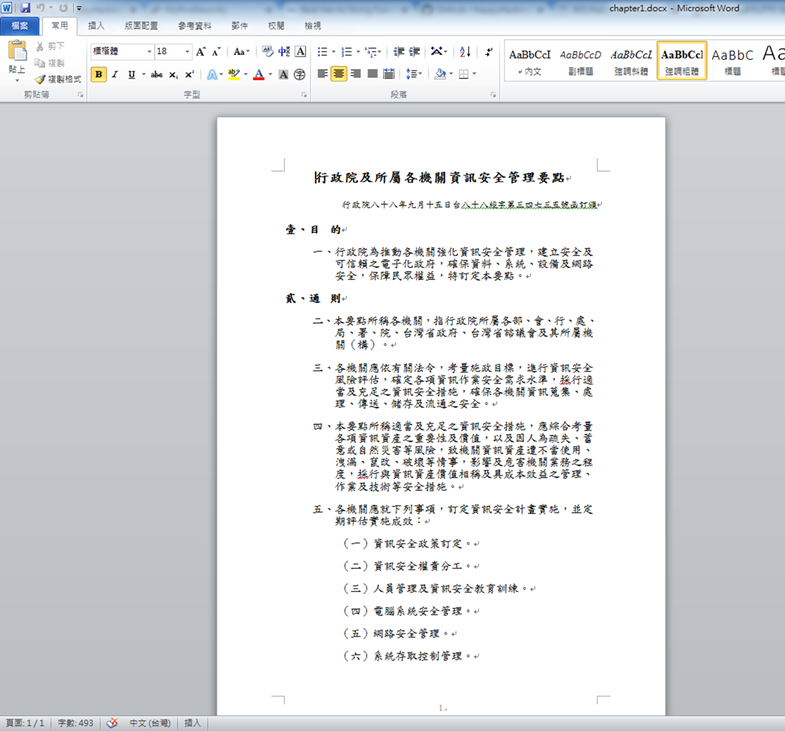 chapter1.docx - Microsoft Word
檔案 常用 插入 版面配置 參考資料 郵件 校閱 檢視
貼上 剪下 複製 複製格式
標楷體 18
AaBbCcI AaBbCcD AaBbCcL AaBbCcI AaBbC
內文 副標題 強調斜體 強調粗體 標題
剪貼簿 字型 段落
行政院及所屬各機關資訊安全管理要點
行政院八十八年九月十五日台八十八經字第三四七三五號函訂頒
壹、目 的
一、行政院為推動各機關強化資訊安全管理,建立安全及
可信賴之電子化政府,確保資料、系統、設備及網路
安全,保障民眾權益,特訂定本要點。
貳、通 則
二、本要點所稱各機關,指行政院所屬各部、會、行、處、
局、署、院、台灣省政府、台灣省諮議會及其所屬機
關(構)。
三、各機關應依有關法令,考量施政目標,進行資訊安全
風險評估,確定各項資訊作業安全需求水準,採行適
當及充足之資訊安全措施,確保各機關資訊蒐集、處
理、傳送、儲存及流通之安全。
四、本要點所稱適當及充足之資訊安全措施,應綜合考量
各項資訊資產之重要性及價值,以及因人為疏失、蓄
意或自然災害等風險,致機關資訊資產遭不當使用、
洩漏、竄改、破壞等情事,影響及危害機關業務之程
度,採行與資訊資產價值相稱及具成本效益之管理、
作業及技術等安全措施。
五、各機關應就下列事項,訂定資訊安全計畫實施,並定
期評估實施成效:
(一)資訊安全政策訂定。
(二)資訊安全權責分工。
(三)人員管理及資訊安全教育訓練。
(四)電腦系統安全管理。
(五)網路安全管理。
(六)系統存取控制管理。
1
頁面: 1 / 1 字數: 493 中文 (台灣) 插入